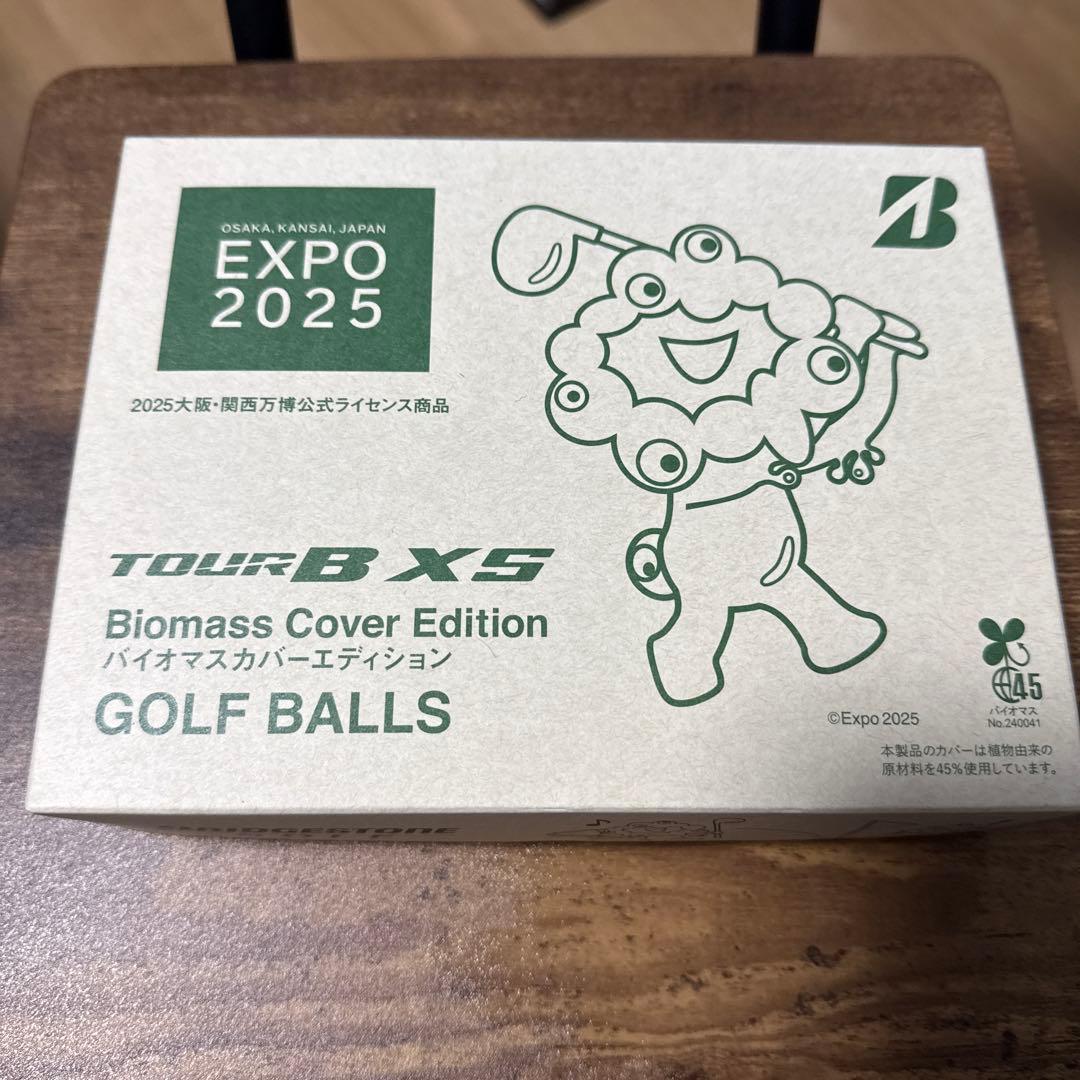 OSAKA, KANSAI, JAPAN
EXPO
2025
2025大阪・関西万博公式ライセンス商品
TOUR B XS
Biomass Cover Edition
バイオマスカバーエディション
GOLF BALLS
©Expo 2025
45
バイオマス
No.240041
本製品のカバーは植物由来の
原材料を45%使用しています。
BRIDGESTONE